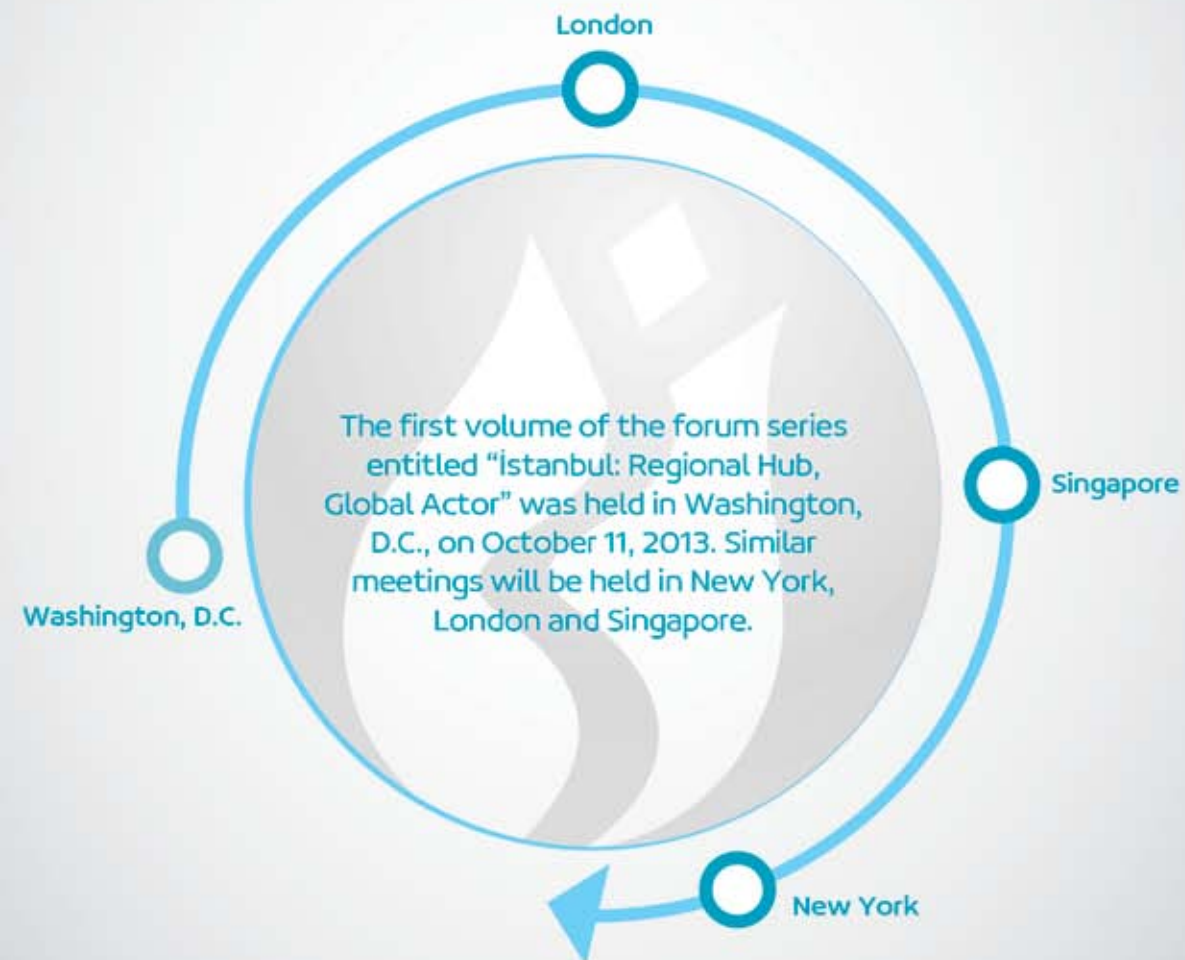 London
The first volume of the forum series
entitled “İstanbul: Regional Hub,
Global Actor” was held in Washington,
D.C., on October 11, 2013. Similar
meetings will be held in New York,
London and Singapore.
Singapore
Washington, D.C.
New York